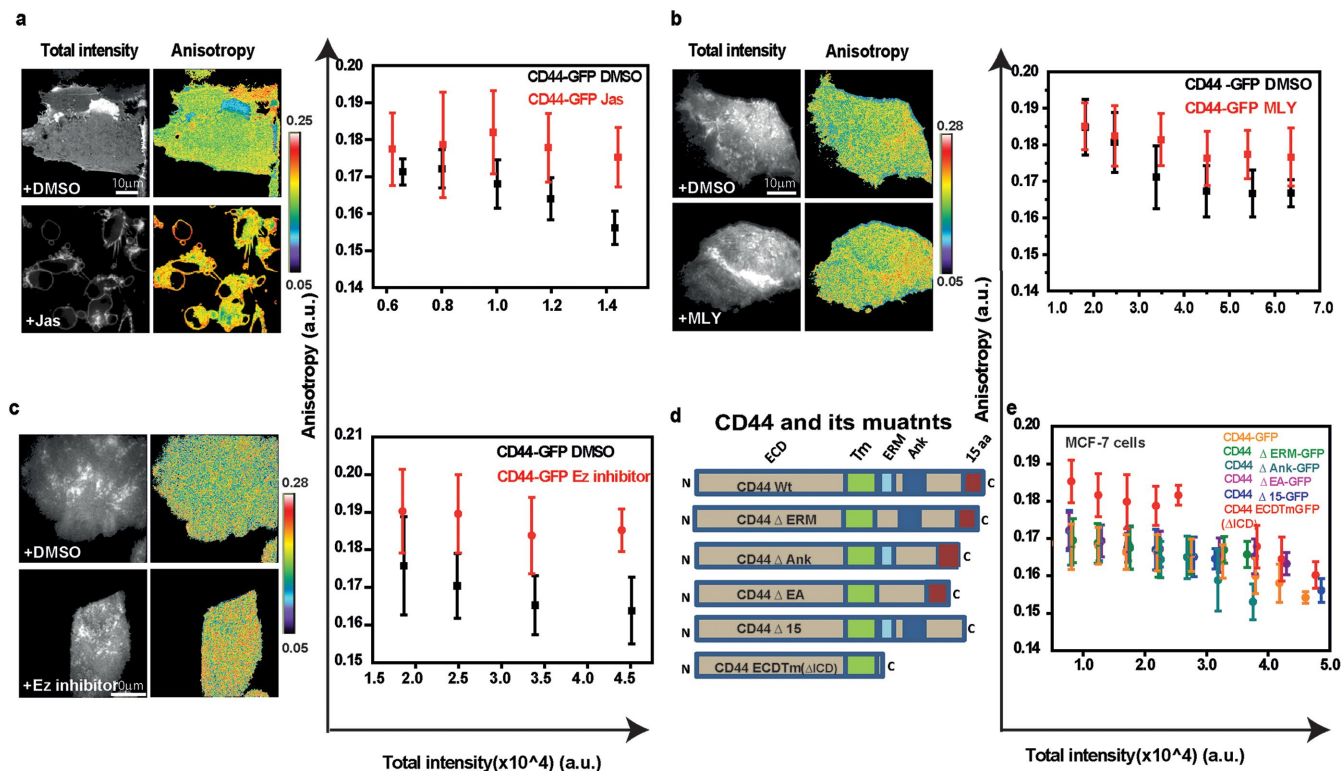 a
Total intensity
Anisotropy
+DMSO
10μm
+Jas
0.25
0.05
Anisotropy (a.u.)
0.20
0.19
0.18
0.17
0.16
0.15
0.14
CD44-GFP DMSO
CD44-GFP Jas
0.6 0.8 1.0 1.2 1.4
b
Total intensity
Anisotropy
+DMSO
10μm
+MLY
0.28
0.05
Anisotropy (a.u.)
0.20
0.19
0.18
0.17
0.16
0.15
0.14
CD44 -GFP DMSO
CD44-GFP MLY
1.0 2.0 3.0 4.0 5.0 6.0 7.0
c
+DMSO
+Ez inhibitor
0μm
0.28
0.05
0.21
0.20
0.19
0.18
0.17
0.16
0.15
CD44-GFP DMSO
CD44-GFP Ez inhibitor
1.5 2.0 2.5 3.0 3.5 4.0 4.5
Total intensity(x10^4) (a.u.)
d
CD44 and its muatnts
ECD Tm ERM Ank 15 aa
N CD44 Wt C
N CD44 Δ ERM C
N CD44 Δ Ank C
N CD44 Δ EA C
N CD44 Δ 15 C
N CD44 ECDTm(ΔICD) C
e
MCF-7 cells
CD44-GFP
CD44 Δ ERM-GFP
CD44 Δ Ank-GFP
CD44 Δ EA-GFP
CD44 Δ 15-GFP
CD44 ECDTmGFP
(ΔICD)
0.20
0.19
0.18
0.17
0.16
0.15
0.14
1.0 2.0 3.0 4.0 5.0
Total intensity(x10^4) (a.u.)